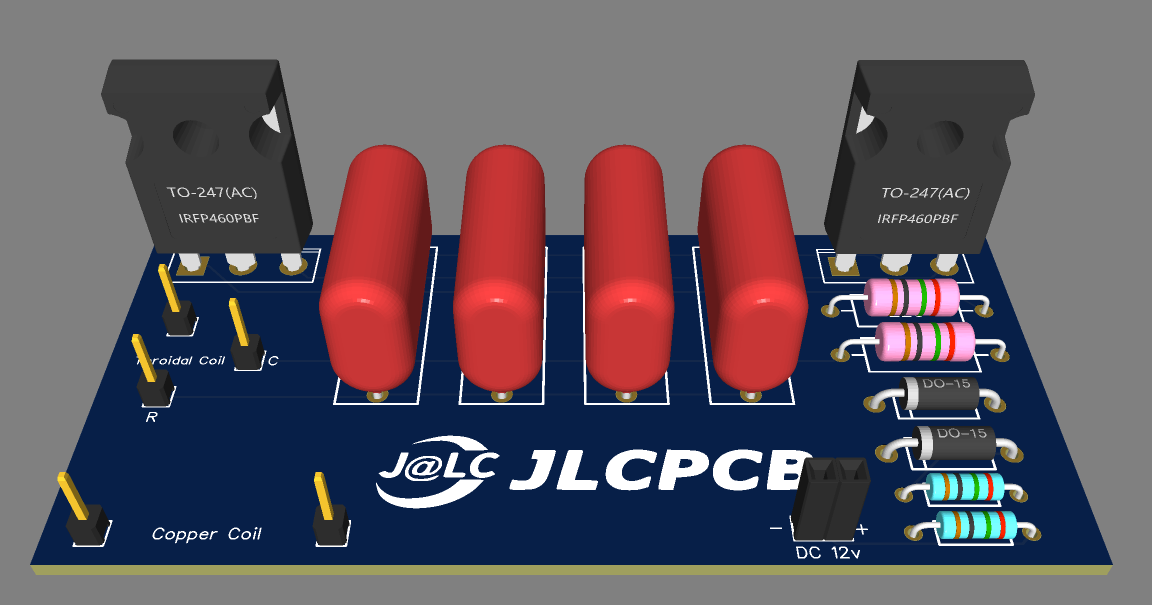 TO-247(AC)
IRFP460PBF
TO-247(AC)
IRFP460PBF
Coil
C
R
DO-15
DO-15
J@LC JLCPCB
Copper Coil
- +
DC 12v